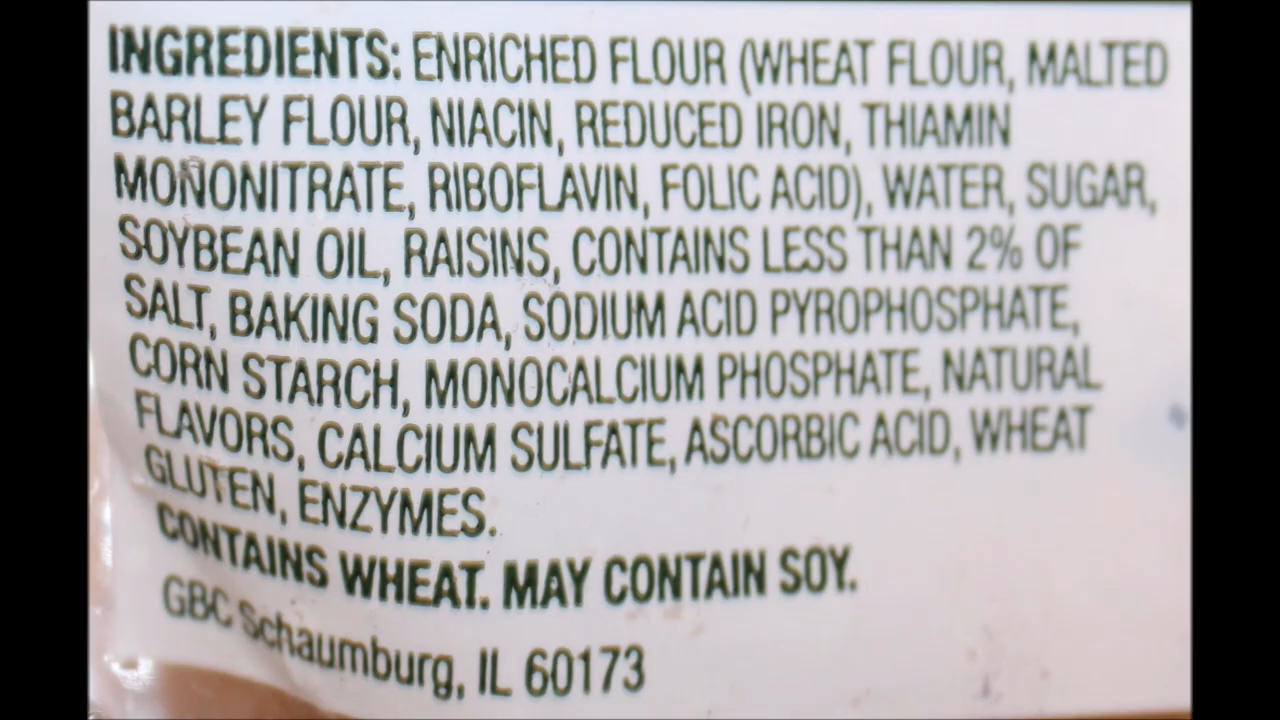 INGREDIENTS: ENRICHED FLOUR (WHEAT FLOUR, MALTED
BARLEY FLOUR, NIACIN, REDUCED IRON, THIAMIN
MONONITRATE, RIBOFLAVIN, FOLIC ACID), WATER, SUGAR,
SOYBEAN OIL, RAISINS, CONTAINS LESS THAN 2% OF
SALT, BAKING SODA, SODIUM ACID PYROPHOSPHATE,
CORN STARCH, MONOCALCIUM PHOSPHATE, NATURAL
FLAVORS, CALCIUM SULFATE, ASCORBIC ACID, WHEAT
GLUTEN, ENZYMES.
CONTAINS WHEAT. MAY CONTAIN SOY.
GBC Schaumburg, IL 60173